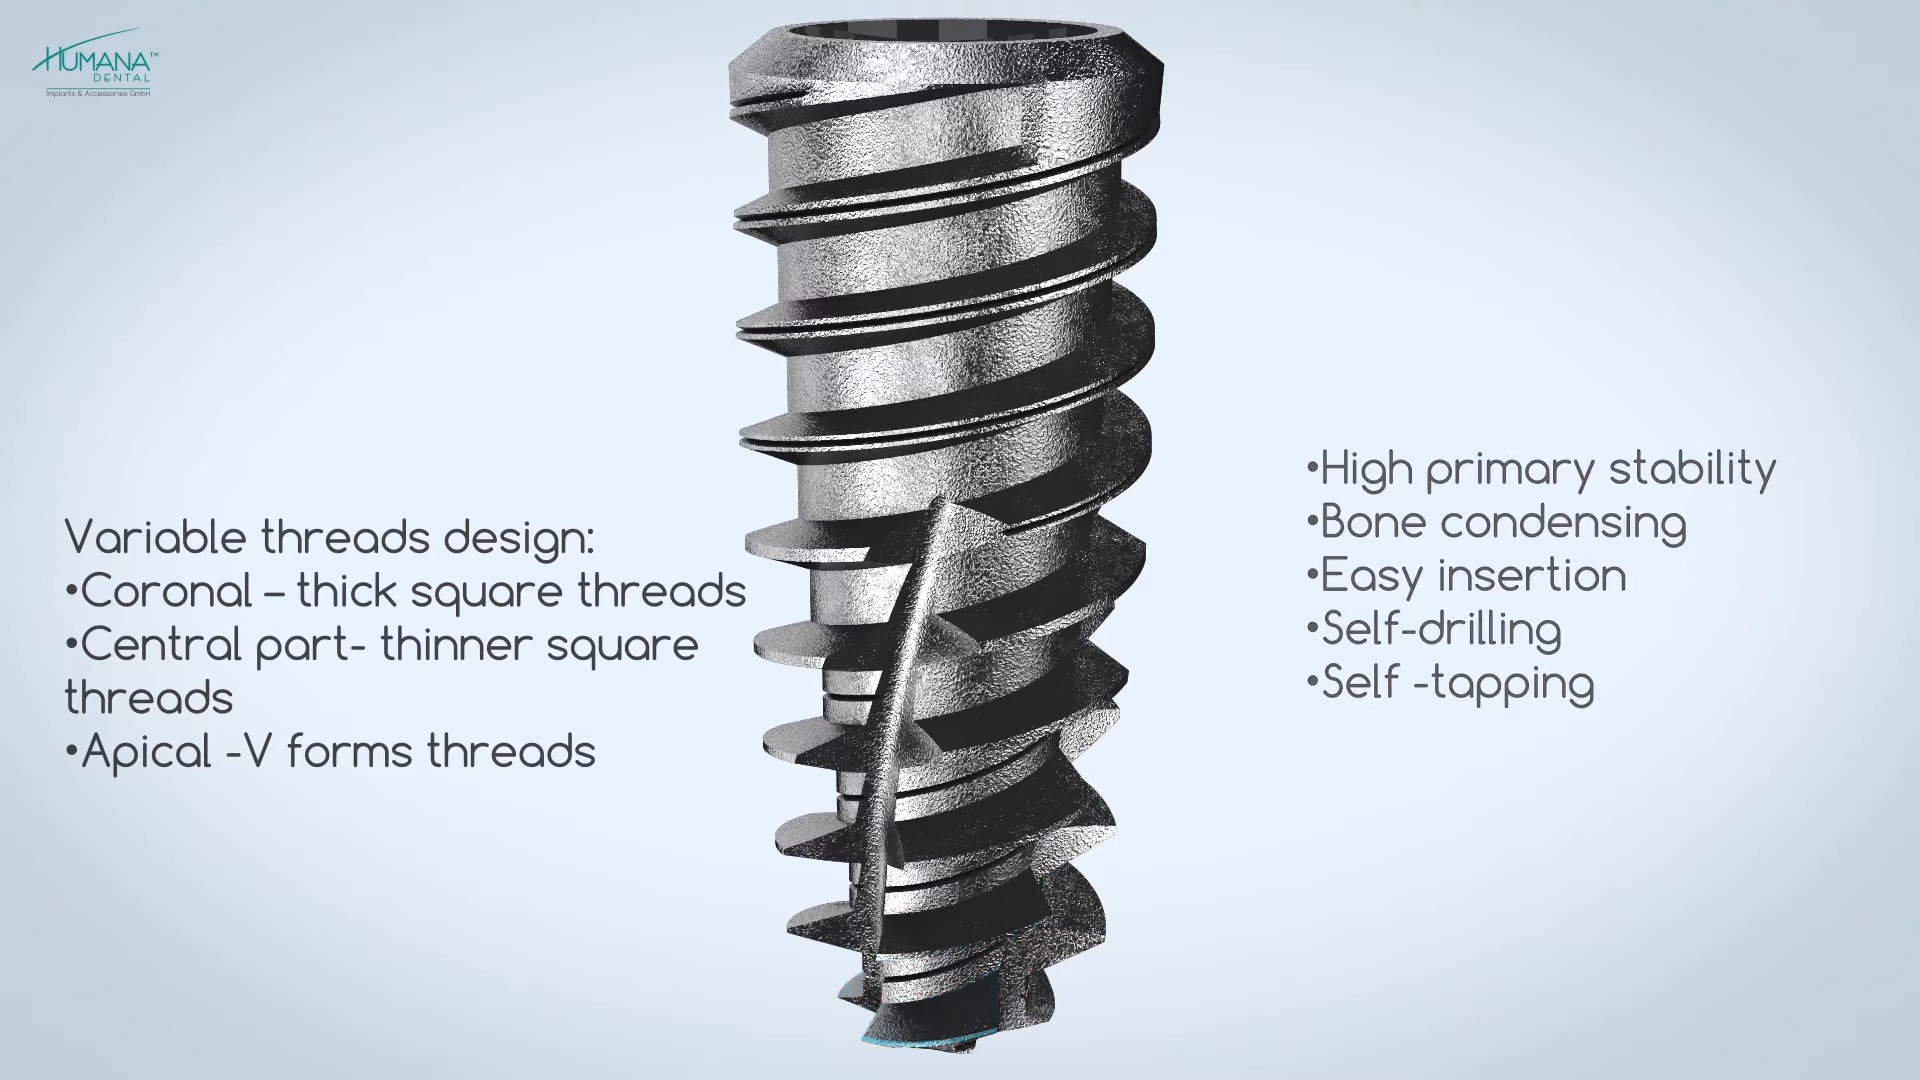 HUMANA™
DENTAL
Implants & Accessories GmbH
Variable threads design:
•Coronal – thick square threads
•Central part- thinner square
threads
•Apical -V forms threads
•High primary stability
•Bone condensing
•Easy insertion
•Self-drilling
•Self -tapping